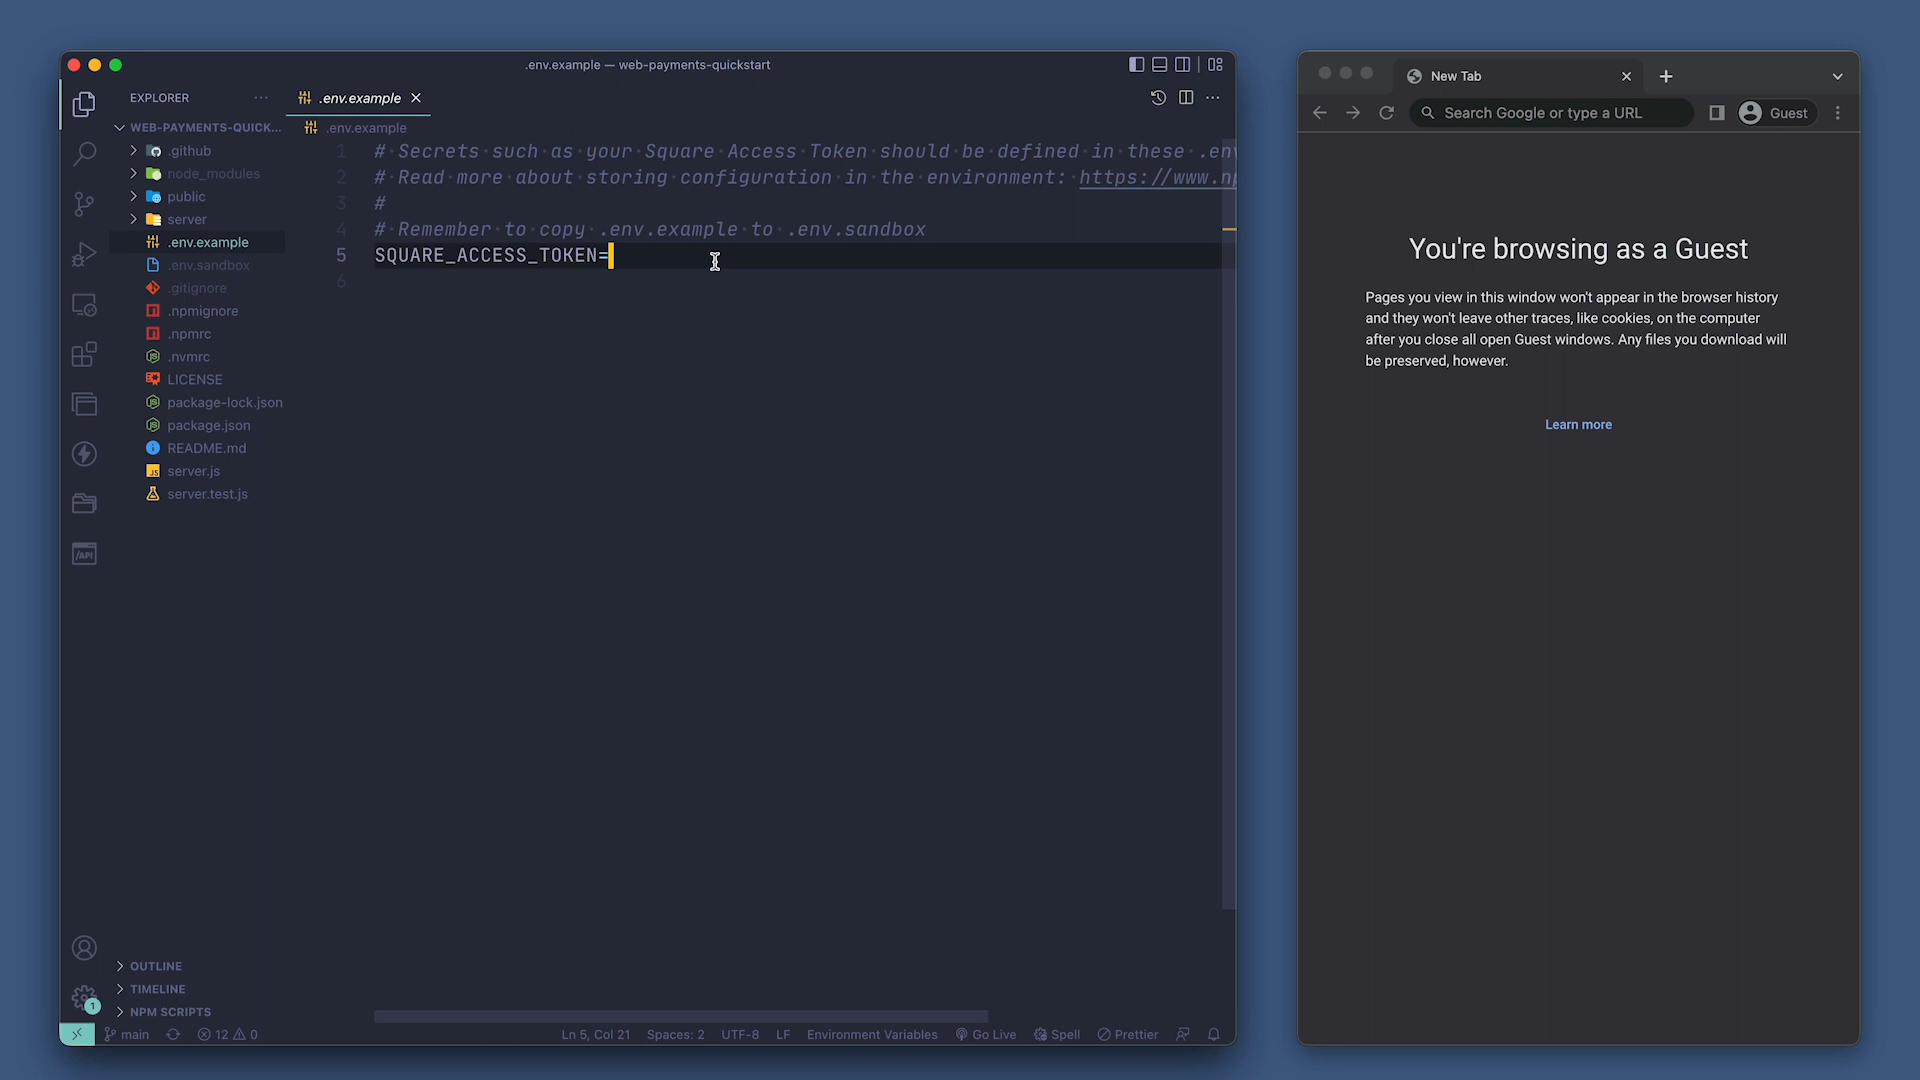 .env.example — web-payments-quickstart
EXPLORER
.env.example
WEB-PAYMENTS-QUICK...
.env.example
.github
node_modules
public
server
.env.example
.env.sandbox
.gitignore
.npmignore
.npmrc
.nvmrc
LICENSE
package-lock.json
package.json
README.md
server.js
server.test.js
1 # Secrets such as your Square Access Token should be defined in these .env
2 # Read more about storing configuration in the environment: https://www.np
3 #
4 # Remember to copy .env.example to .env.sandbox
5 SQUARE_ACCESS_TOKEN=
6
/API
OUTLINE
TIMELINE
1
NPM SCRIPTS
main 12 0 Ln 5, Col 21 Spaces: 2 UTF-8 LF Environment Variables Go Live Spell Prettier
New Tab
Search Google or type a URL
Guest
You're browsing as a Guest
Pages you view in this window won't appear in the browser history
and they won't leave other traces, like cookies, on the computer
after you close all open Guest windows. Any files you download will
be preserved, however.
Learn more